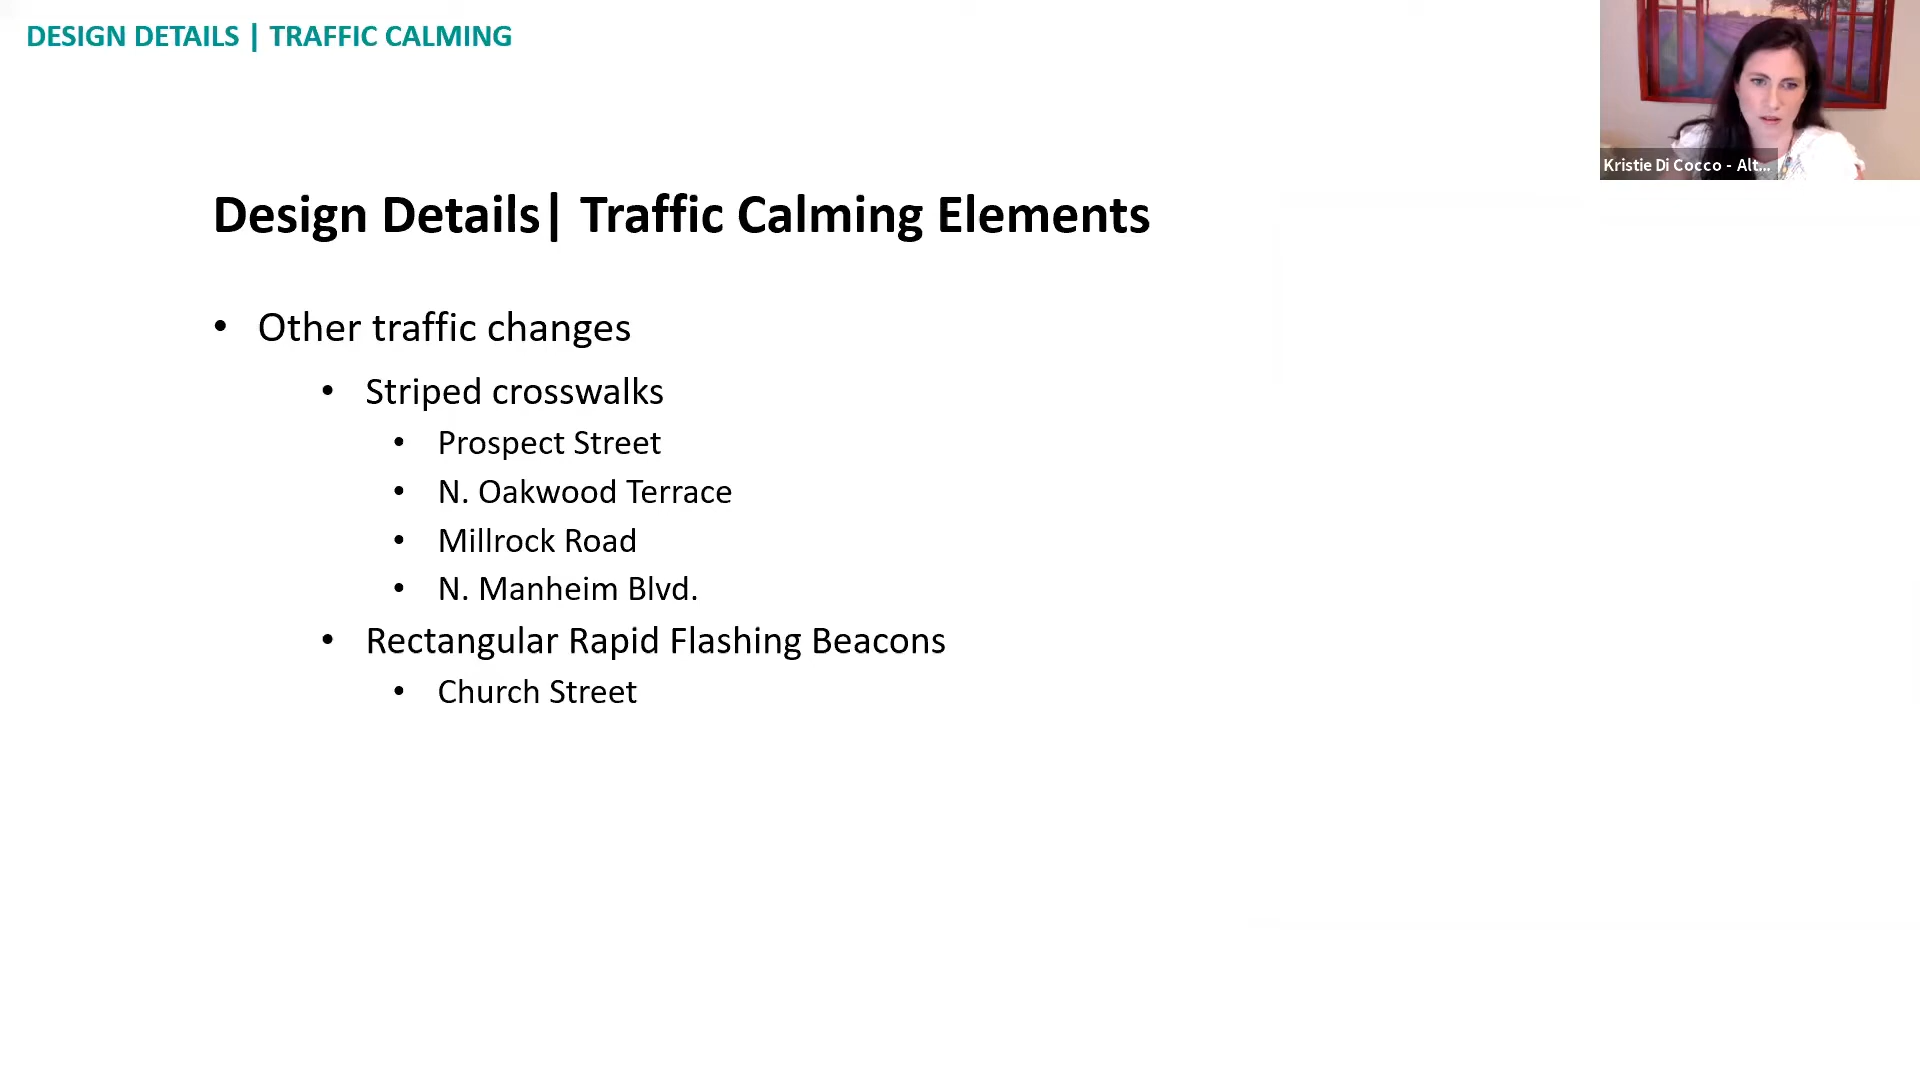 DESIGN DETAILS | TRAFFIC CALMING
Kristie Di Cocco - Alt...
Design Details| Traffic Calming Elements
• Other traffic changes
• Striped crosswalks
• Prospect Street
• N. Oakwood Terrace
• Millrock Road
• N. Manheim Blvd.
• Rectangular Rapid Flashing Beacons
• Church Street